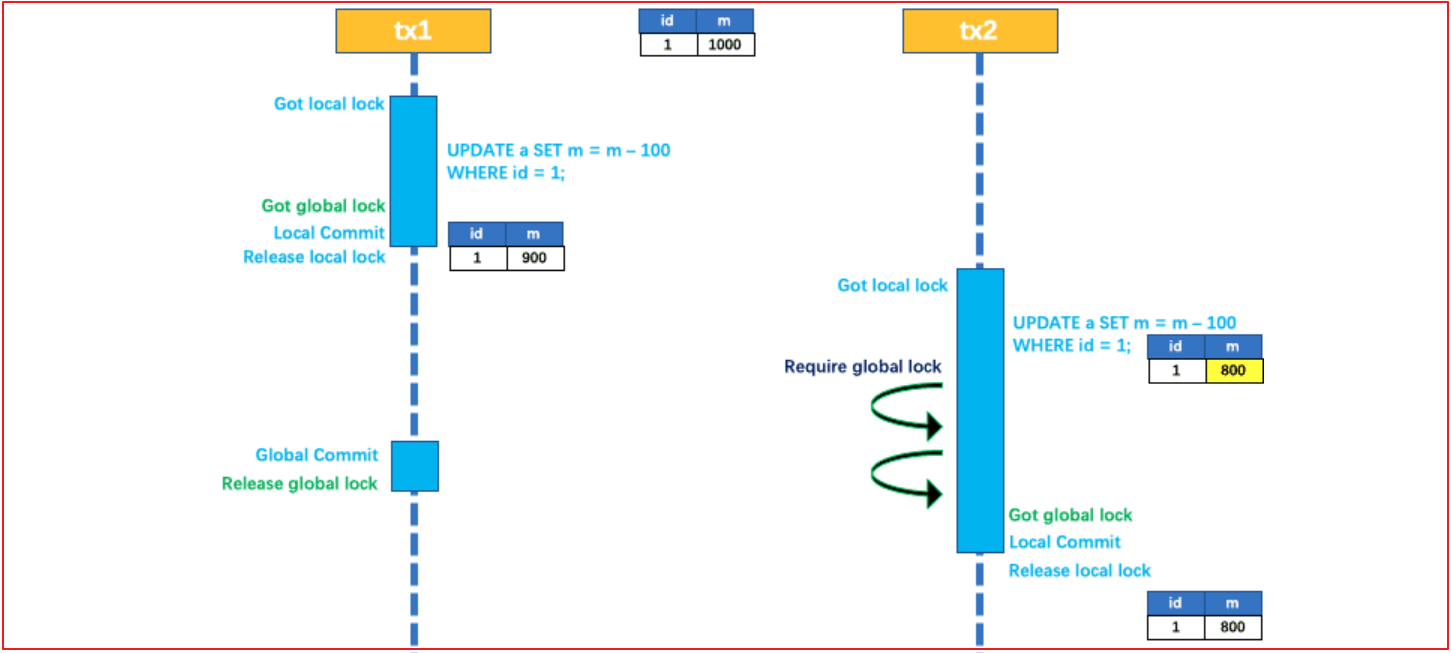 tx1
id m
1 1000
tx2
Got local lock
UPDATE a SET m = m – 100
WHERE id = 1;
Got global lock
Local Commit
Release local lock
id m
1 900
Got local lock
UPDATE a SET m = m – 100
WHERE id = 1;
id m
1 800
Require global lock
Global Commit
Release global lock
Got global lock
Local Commit
Release local lock
id m
1 800